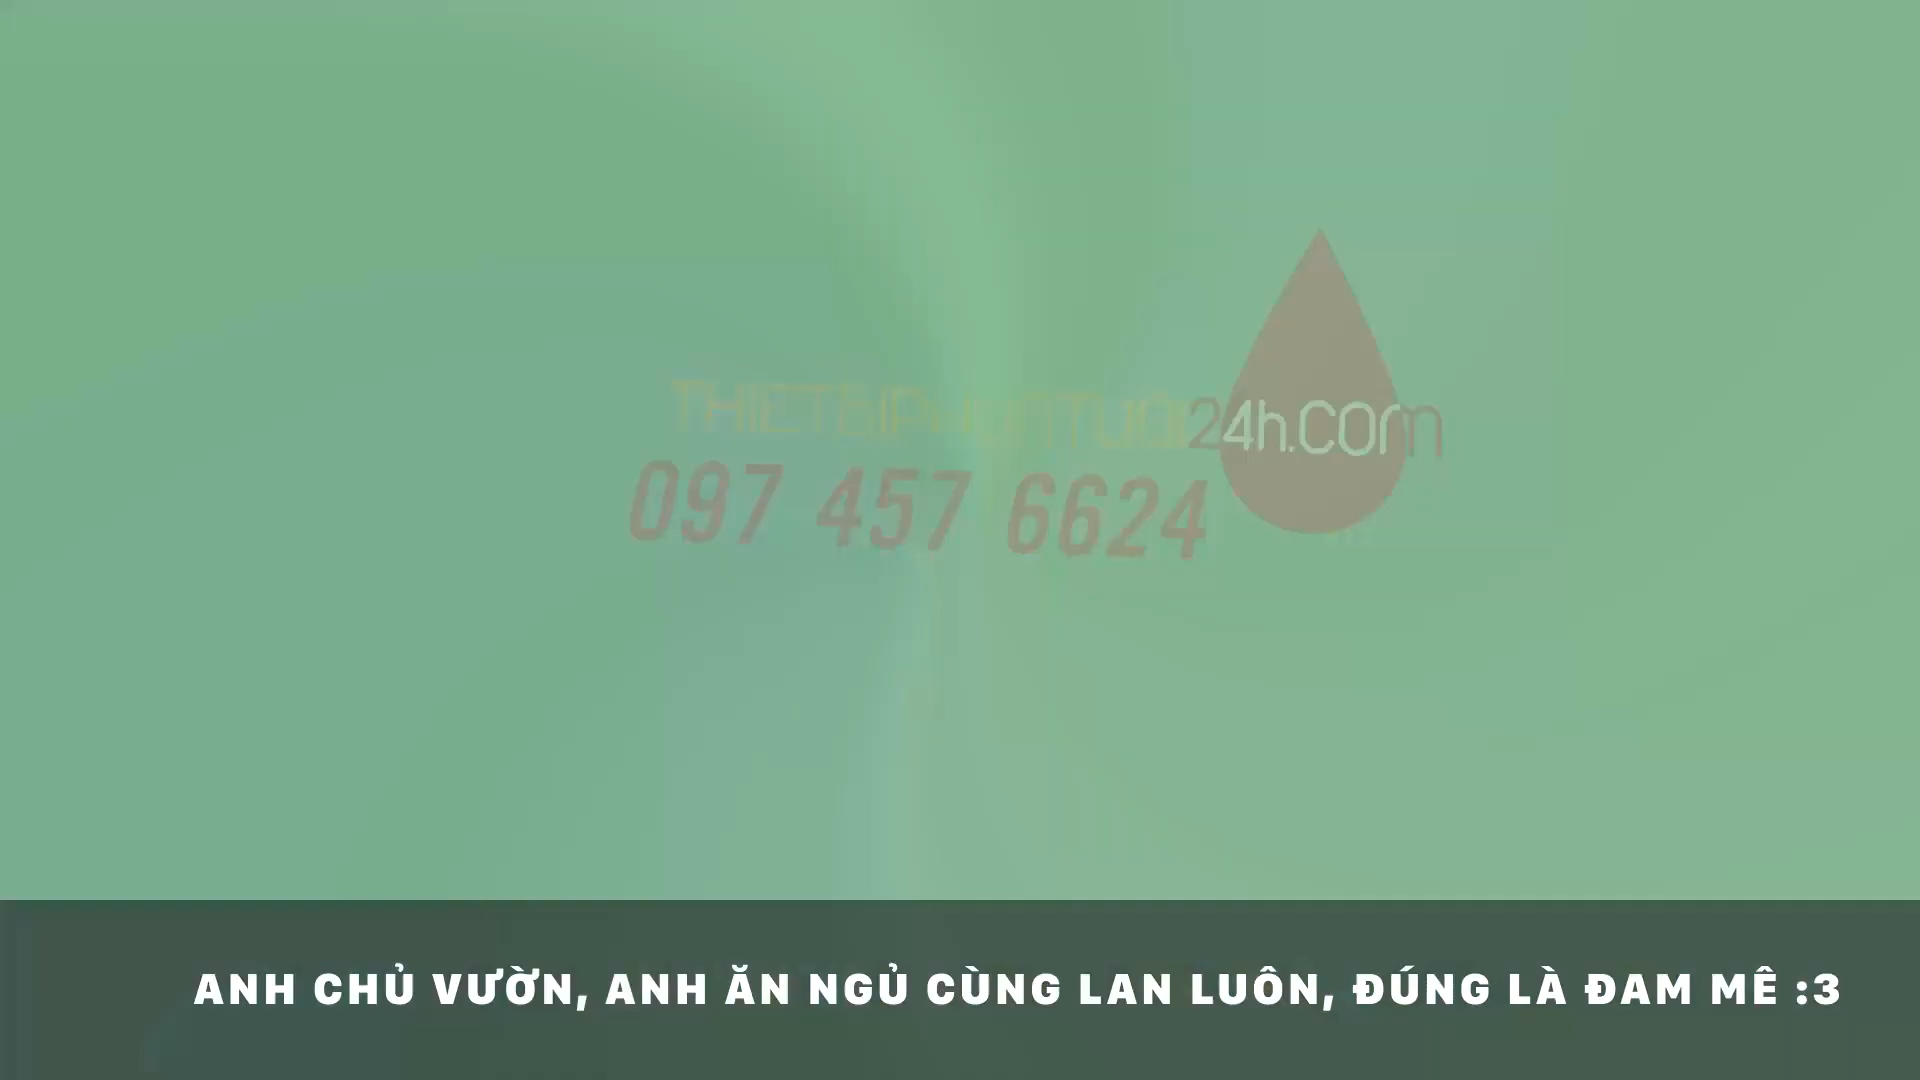 THIETBIPHUNTUOI24h.COM
097 457 6624
ANH CHỦ VƯỜN, ANH ĂN NGỦ CÙNG LAN LUÔN, ĐÚNG LÀ ĐAM MÊ :3